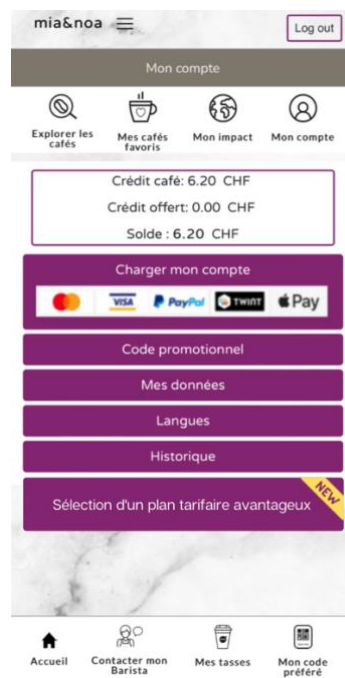 mia&noa
Log out
Mon compte
Explorer les
cafés
Mes cafés
favoris
Mon impact
Mon compte
Crédit café: 6.20 CHF
Crédit offert: 0.00 CHF
Solde : 6.20 CHF
Charger mon compte
VISA
PayPal
TWINT
Pay
Code promotionnel
Mes données
Langues
Historique
NEW
Sélection d'un plan tarifaire avantageux
Accueil
Contacter mon
Barista
Mes tasses
Mon code
préféré